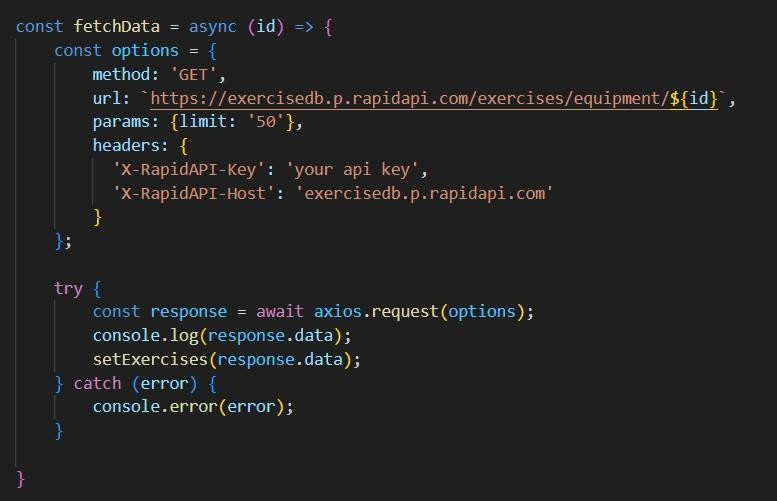 const fetchData = async (id) => {
    const options = {
        method: 'GET',
        url: `https://exercisedb.p.rapidapi.com/exercises/equipment/${id}`,
        params: {limit: '50'},
        headers: {
          'X-RapidAPI-Key': 'your api key',
          'X-RapidAPI-Host': 'exercisedb.p.rapidapi.com'
        }
    };

    try {
        const response = await axios.request(options);
        console.log(response.data);
        setExercises(response.data);
    } catch (error) {
        console.error(error);
    }

}